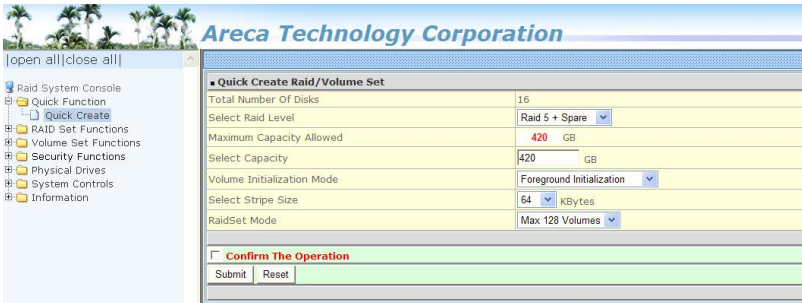 Areca Technology Corporation
|open all|close all|
Raid System Console
Quick Function
Quick Create
RAID Set Functions
Volume Set Functions
Security Functions
Physical Drives
System Controls
Information
Quick Create Raid/Volume Set
Total Number Of Disks 16
Select Raid Level Raid 5 + Spare
Maximum Capacity Allowed 420 GB
Select Capacity 420 GB
Volume Initialization Mode Foreground Initialization
Select Stripe Size 64 KBytes
RaidSet Mode Max 128 Volumes
Confirm The Operation
Submit Reset